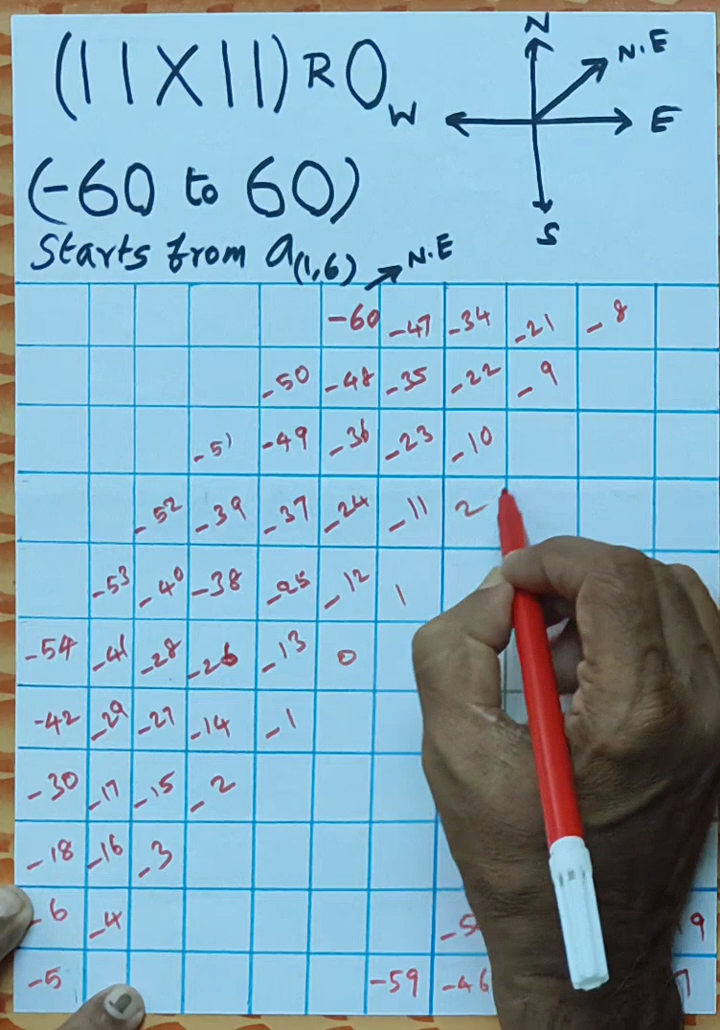 (11X11) RO
N
N.E
W
E
S
(-60 to 60)
Starts from a(1,6) N.E
-60 -47 -34 -21 -8
-50 -48 -35 -22 -9
-51 -49 -36 -23 -10
-52 -39 -37 -24 -11 2
-53 -40 -38 -25 -12 1
-54 -41 -28 -26 -13 0
-42 -29 -27 -14 -1
-30 -17 -15 -2
-18 -16 -3
-6 -4 9
-5 -59 -46